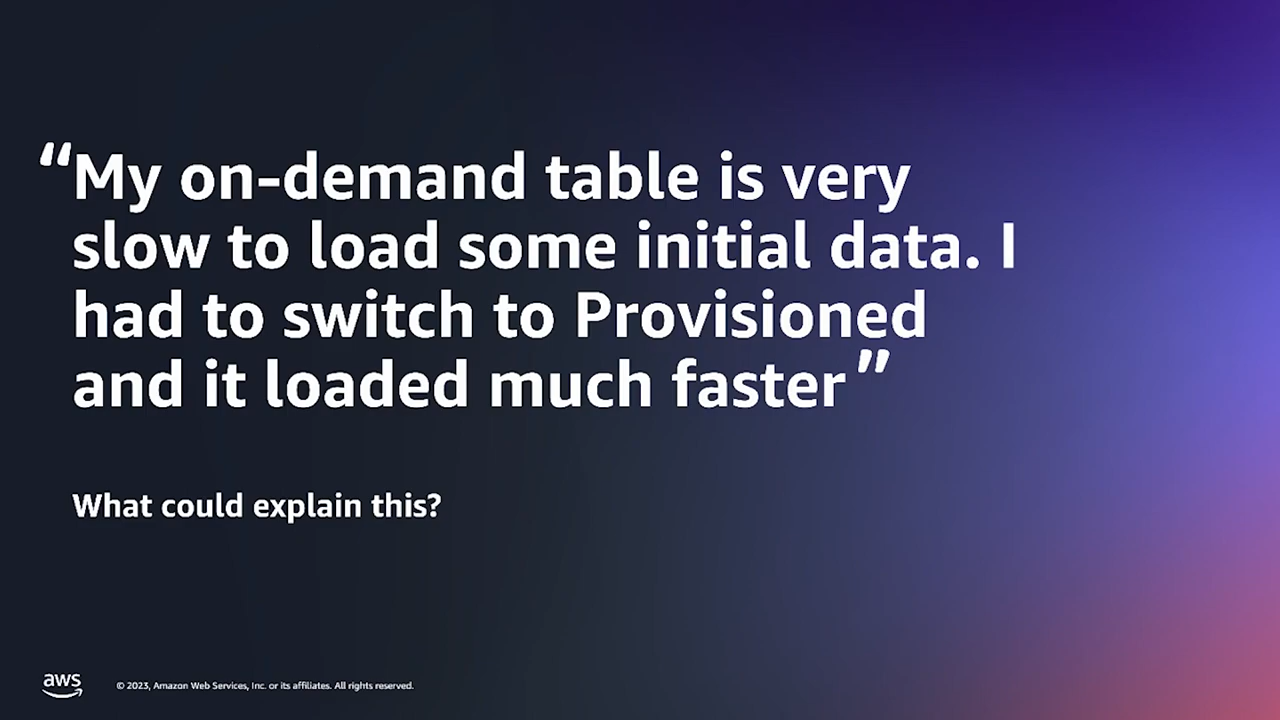 “My on-demand table is very
slow to load some initial data. I
had to switch to Provisioned
and it loaded much faster”
What could explain this?
aws
© 2023, Amazon Web Services, Inc. or its affiliates. All rights reserved.